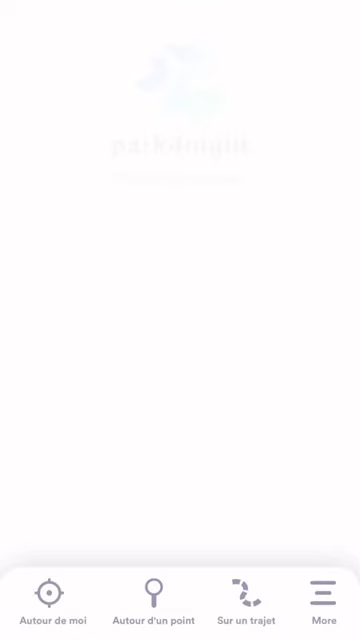 park4night
Autour de moi
Autour d'un point
Sur un trajet
More